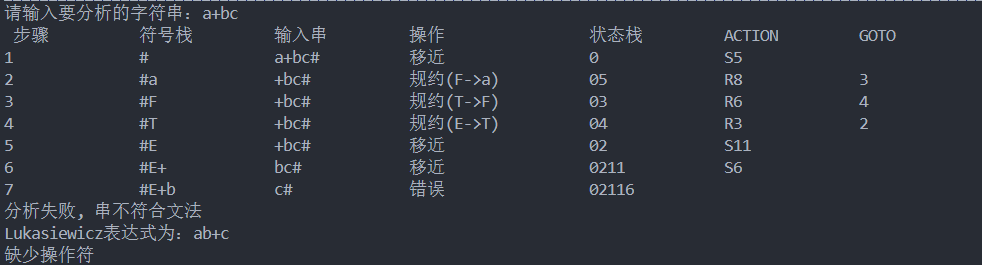 请输入要分析的字符串: a+bc
步骤 符号栈 输入串 操作 状态栈 ACTION GOTO
1 # a+bc# 移近 0 S5
2 #a +bc# 规约(F->a) 05 R8 3
3 #F +bc# 规约(T->F) 03 R6 4
4 #T +bc# 规约(E->T) 04 R3 2
5 #E +bc# 移近 02 S11
6 #E+ bc# 移近 0211 S6
7 #E+b c# 错误 02116
分析失败, 串不符合文法
Lukasiewicz表达式为: ab+c
缺少操作符